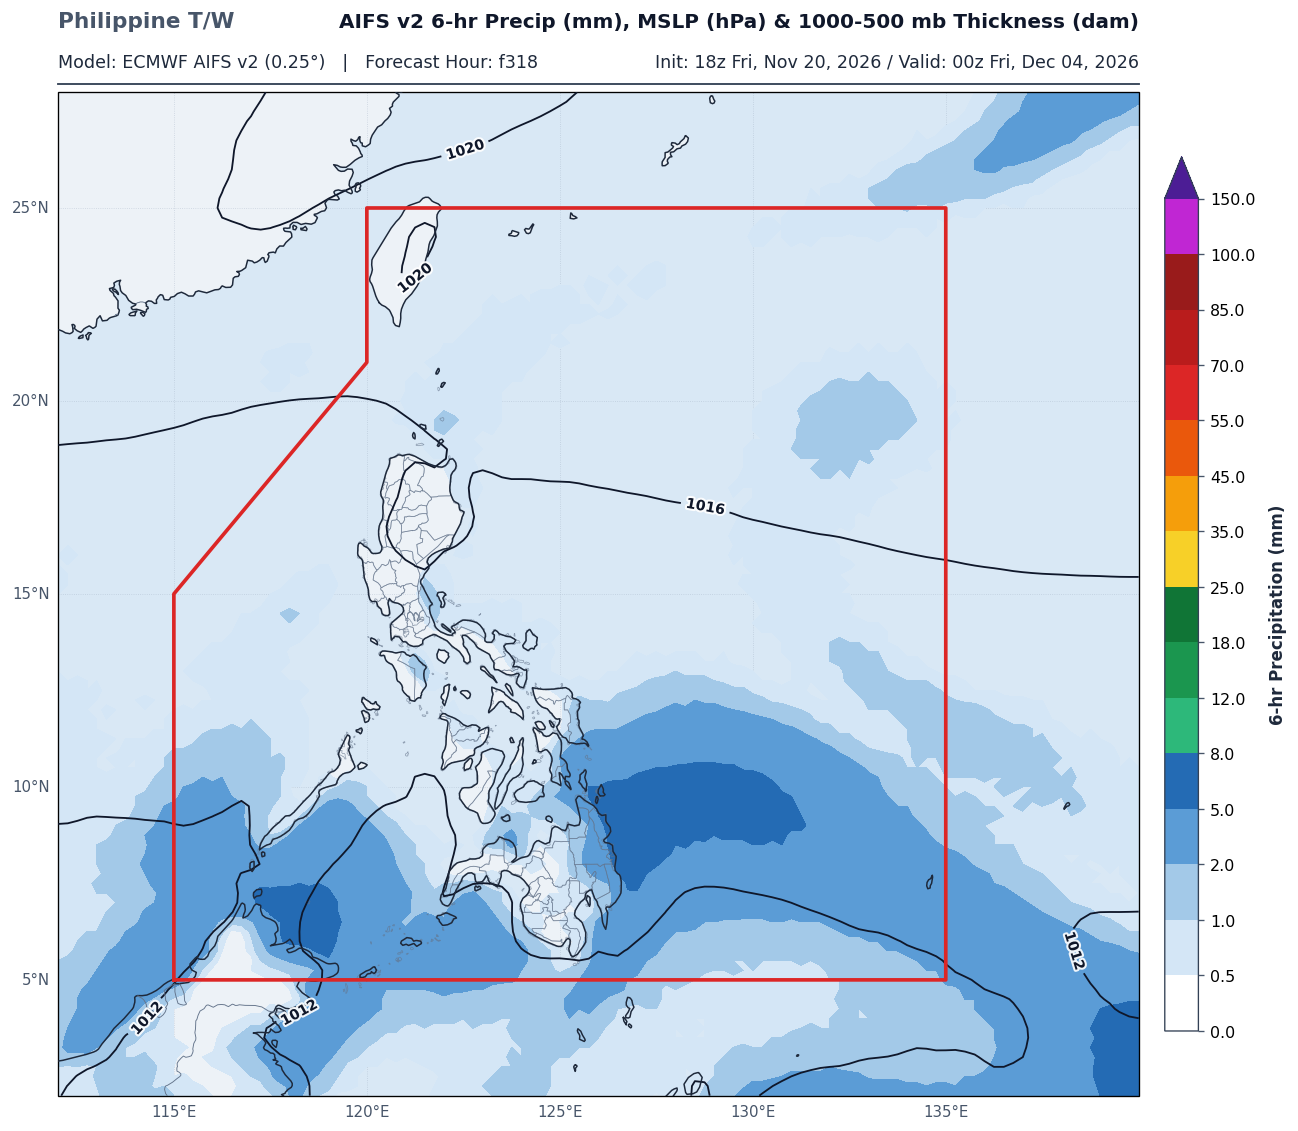 Philippine T/W
AIFS v2 6-hr Precip (mm), MSLP (hPa) & 1000-500 mb Thickness (dam)
Model: ECMWF AIFS v2 (0.25°) | Forecast Hour: f318
Init: 18z Fri, Nov 20, 2026 / Valid: 00z Fri, Dec 04, 2026
1020
1020
1016
1012
1012
1012
25°N
20°N
15°N
10°N
5°N
115°E
120°E
125°E
130°E
135°E
150.0
100.0
85.0
70.0
55.0
45.0
35.0
25.0
18.0
12.0
8.0
5.0
2.0
1.0
0.5
0.0
6-hr Precipitation (mm)